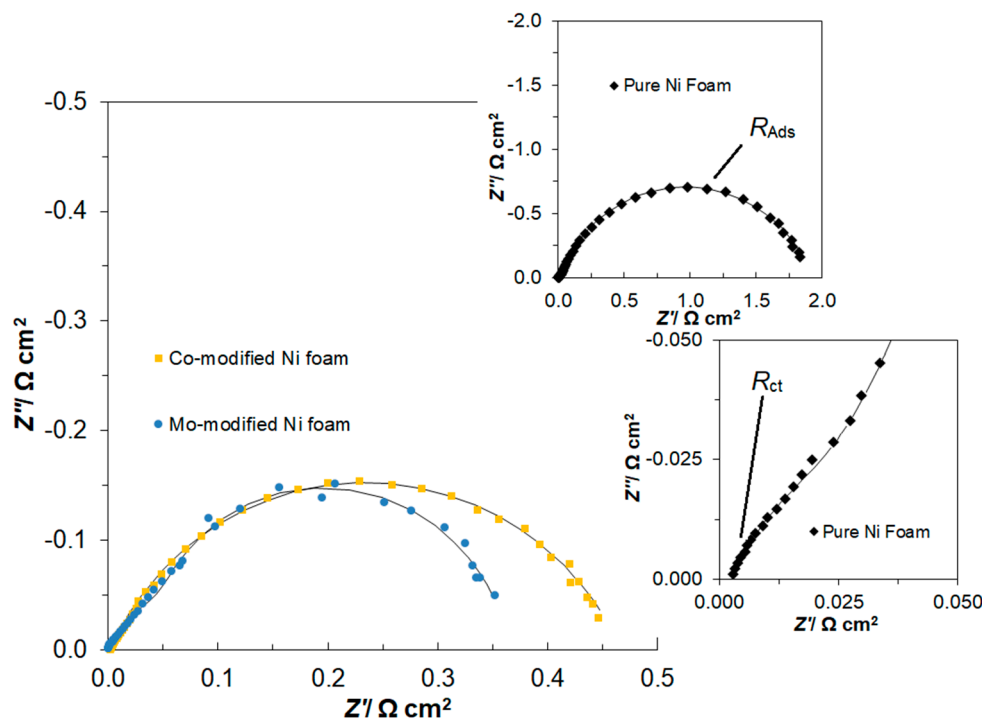 -2.0
-1.5
-1.0
-0.5
0.0
Z''/ Ω cm²
Pure Ni Foam
R_Ads
0.0 0.5 1.0 1.5 2.0
Z'/ Ω cm²
-0.5
-0.4
-0.3
-0.2
-0.1
0.0
Z''/ Ω cm²
Co-modified Ni foam
Mo-modified Ni foam
0.0 0.1 0.2 0.3 0.4 0.5
Z'/ Ω cm²
-0.050
-0.025
0.000
Z''/ Ω cm²
R_ct
Pure Ni Foam
0.000 0.025 0.050
Z'/ Ω cm²